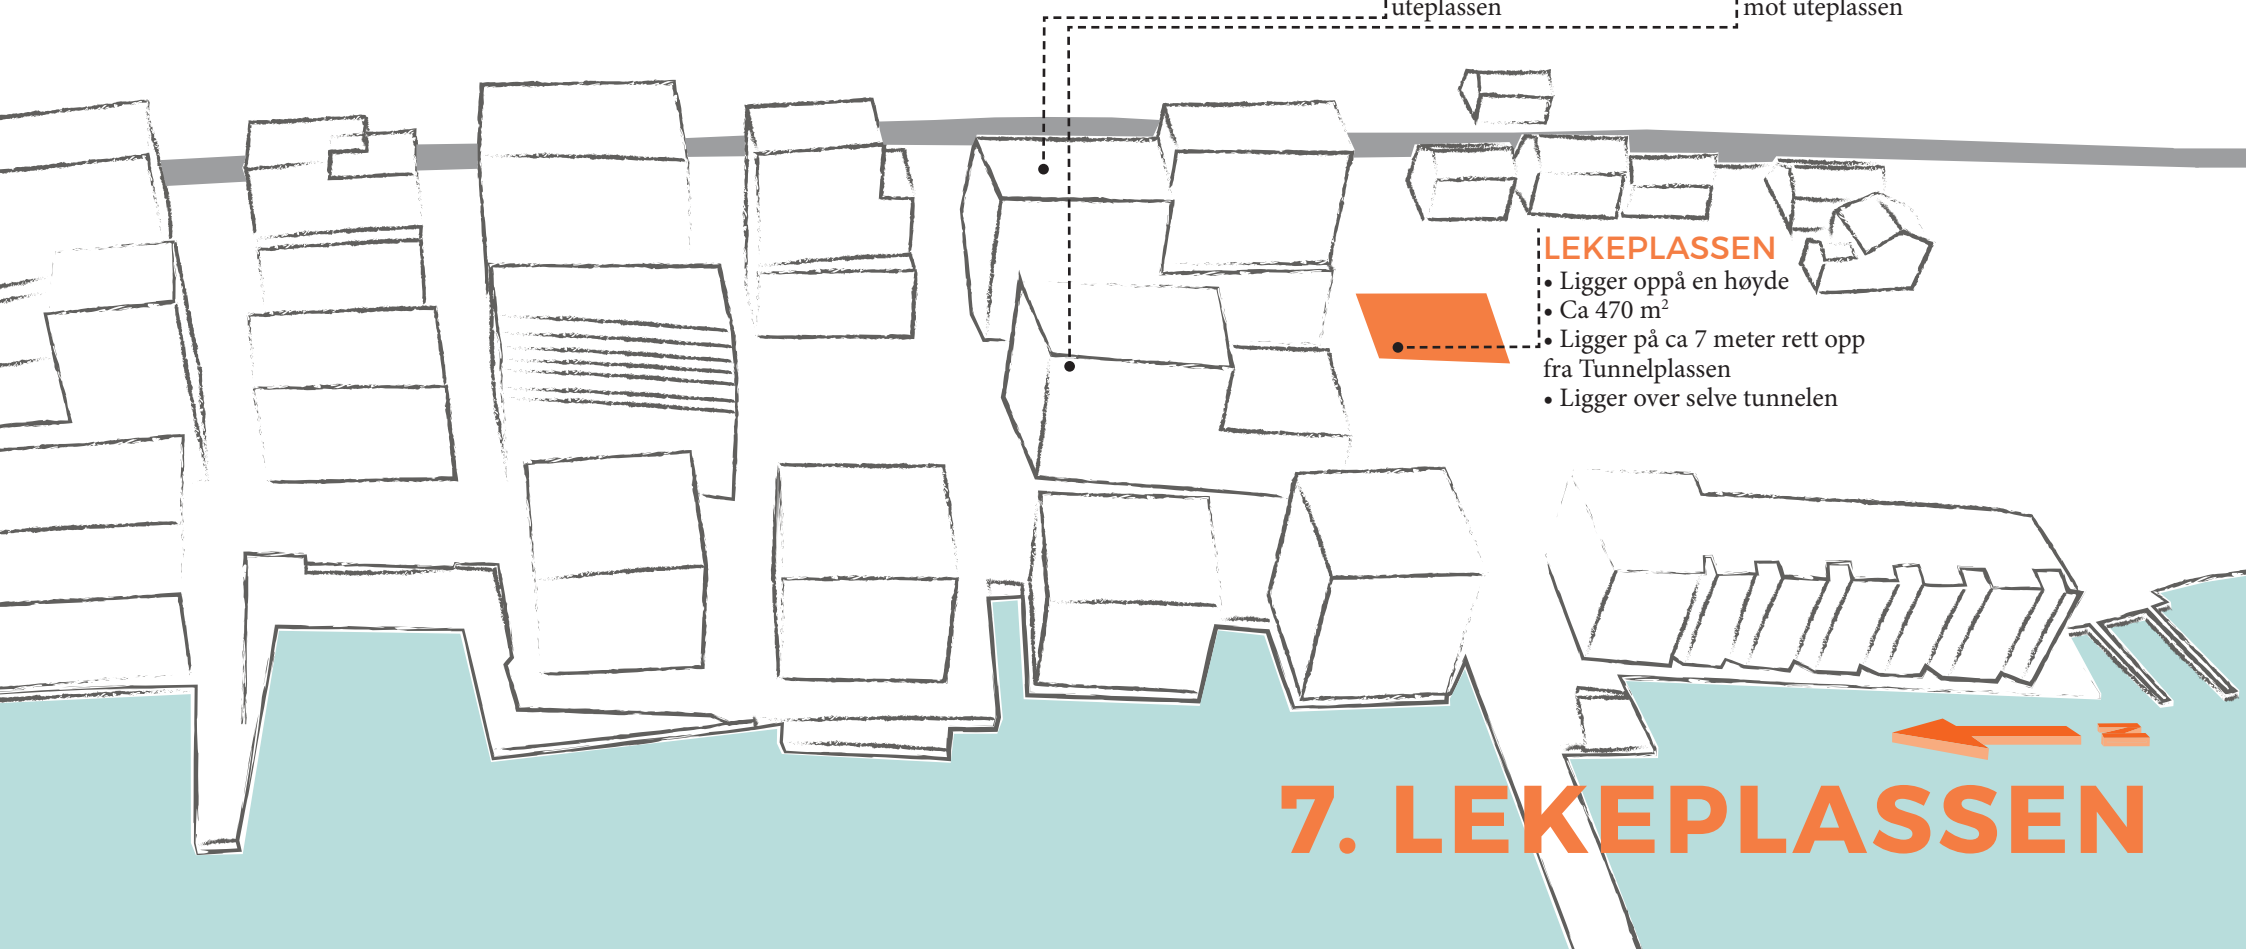 uteplassen
mot uteplassen
LEKEPLASSEN
• Ligger oppå en høyde
• Ca 470 m²
• Ligger på ca 7 meter rett opp
fra Tunnelplassen
• Ligger over selve tunnelen
N
7. LEKEPLASSEN